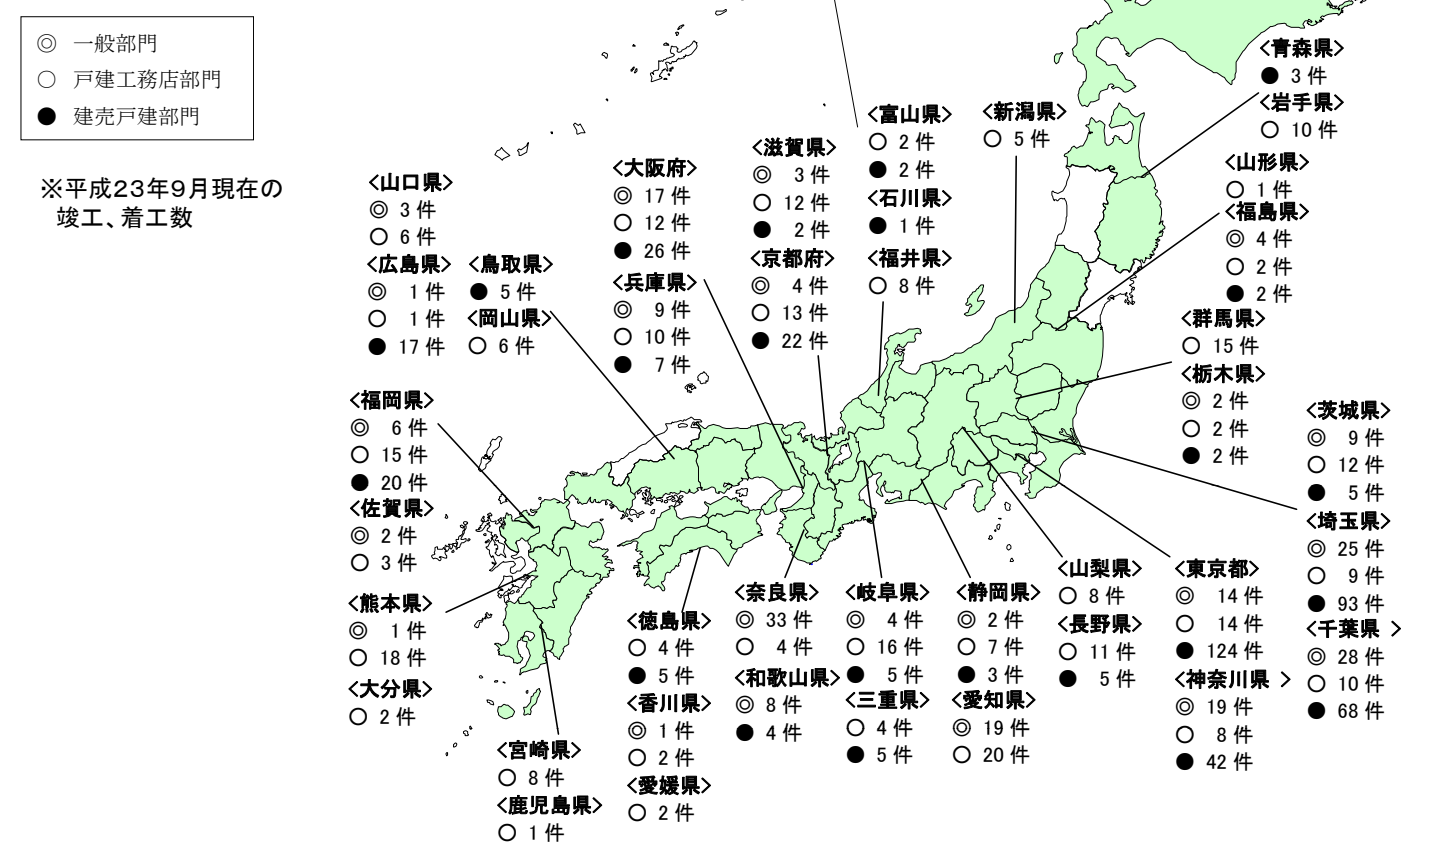 ◎ 一般部門
○ 戸建工務店部門
● 建売戸建部門
※平成23年9月現在の
竣工、着工数
<青森県>
● 3 件
<岩手県>
○ 10 件
<山形県>
○ 1 件
<福島県>
◎ 4 件
○ 2 件
● 2 件
<群馬県>
○ 15 件
<栃木県>
◎ 2 件
○ 2 件
● 2 件
<茨城県>
◎ 9 件
○ 12 件
● 5 件
<埼玉県>
◎ 25 件
○ 9 件
● 93 件
<千葉県 >
◎ 28 件
○ 10 件
● 68 件
<東京都>
◎ 14 件
○ 14 件
● 124 件
<神奈川県 >
◎ 19 件
○ 8 件
● 42 件
<新潟県>
○ 5 件
<富山県>
○ 2 件
● 2 件
<石川県>
● 1 件
<福井県>
○ 8 件
<山梨県>
○ 8 件
<長野県>
○ 11 件
● 5 件
<静岡県>
◎ 2 件
○ 7 件
● 3 件
<愛知県>
◎ 19 件
○ 20 件
<岐阜県>
◎ 4 件
○ 16 件
● 5 件
<三重県>
○ 4 件
● 5 件
<滋賀県>
◎ 3 件
○ 12 件
● 2 件
<京都府>
◎ 4 件
○ 13 件
● 22 件
<大阪府>
◎ 17 件
○ 12 件
● 26 件
<兵庫県>
◎ 9 件
○ 10 件
● 7 件
<奈良県>
◎ 33 件
○ 4 件
<和歌山県>
◎ 8 件
● 4 件
<鳥取県>
● 5 件
<岡山県>
○ 6 件
<山口県>
◎ 3 件
○ 6 件
<広島県>
◎ 1 件
○ 1 件
● 17 件
<徳島県>
○ 4 件
● 5 件
<香川県>
◎ 1 件
○ 2 件
<愛媛県>
○ 2 件
<福岡県>
◎ 6 件
○ 15 件
● 20 件
<佐賀県>
◎ 2 件
○ 3 件
<熊本県>
◎ 1 件
○ 18 件
<大分県>
○ 2 件
<宮崎県>
○ 8 件
<鹿児島県>
○ 1 件